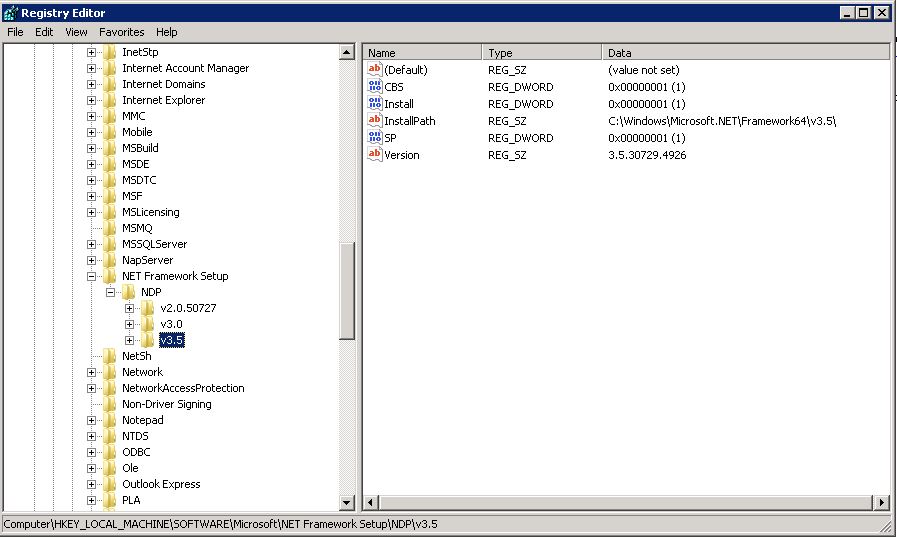 Registry Editor
File Edit View Favorites Help
InetStp
Internet Account Manager
Internet Domains
Internet Explorer
MMC
Mobile
MSBuild
MSDE
MSDTC
MSF
MSLicensing
MSMQ
MSSQLServer
NapServer
NET Framework Setup
NDP
v2.0.50727
v3.0
v3.5
NetSh
Network
NetworkAccessProtection
Non-Driver Signing
Notepad
NTDS
ODBC
Ole
Outlook Express
PLA
Name Type Data
(Default) REG_SZ (value not set)
CBS REG_DWORD 0x00000001 (1)
Install REG_DWORD 0x00000001 (1)
InstallPath REG_SZ C:\Windows\Microsoft.NET\Framework64\v3.5\
SP REG_DWORD 0x00000001 (1)
Version REG_SZ 3.5.30729.4926
Computer\HKEY_LOCAL_MACHINE\SOFTWARE\Microsoft\NET Framework Setup\NDP\v3.5